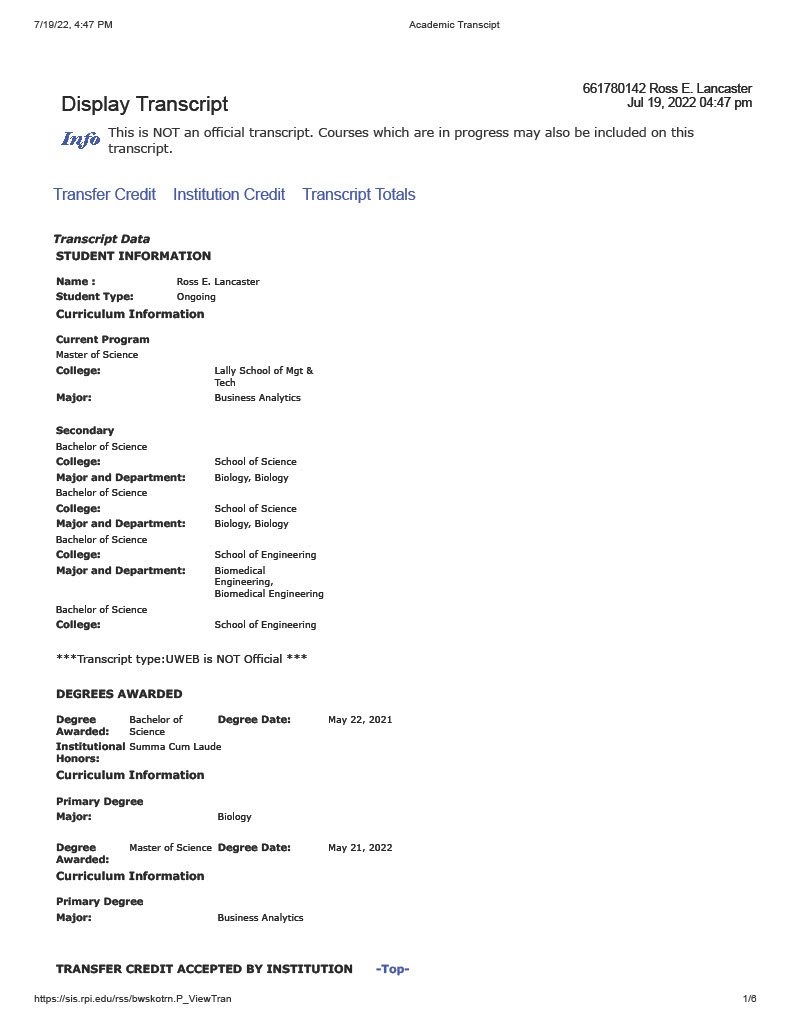 7/19/22, 4:47 PM Academic Transcipt
661780142 Ross E. Lancaster
Display Transcript Jul 19, 2022 04:47 pm
Info This is NOT an official transcript. Courses which are in progress may also be included on this
transcript.
Transfer Credit Institution Credit Transcript Totals
Transcript Data
STUDENT INFORMATION
Name : Ross E. Lancaster
Student Type: Ongoing
Curriculum Information
Current Program
Master of Science
College: Lally School of Mgt &
Tech
Major: Business Analytics
Secondary
Bachelor of Science
College: School of Science
Major and Department: Biology, Biology
Bachelor of Science
College: School of Science
Major and Department: Biology, Biology
Bachelor of Science
College: School of Engineering
Major and Department: Biomedical
Engineering,
Biomedical Engineering
Bachelor of Science
College: School of Engineering
***Transcript type:UWEB is NOT Official ***
DEGREES AWARDED
Degree Bachelor of Degree Date: May 22, 2021
Awarded: Science
Institutional Summa Cum Laude
Honors:
Curriculum Information
Primary Degree
Major: Biology
Degree Master of Science Degree Date: May 21, 2022
Awarded:
Curriculum Information
Primary Degree
Major: Business Analytics
TRANSFER CREDIT ACCEPTED BY INSTITUTION -Top-
https://sis.rpi.edu/rss/bwskotrn.P_ViewTran 1/6